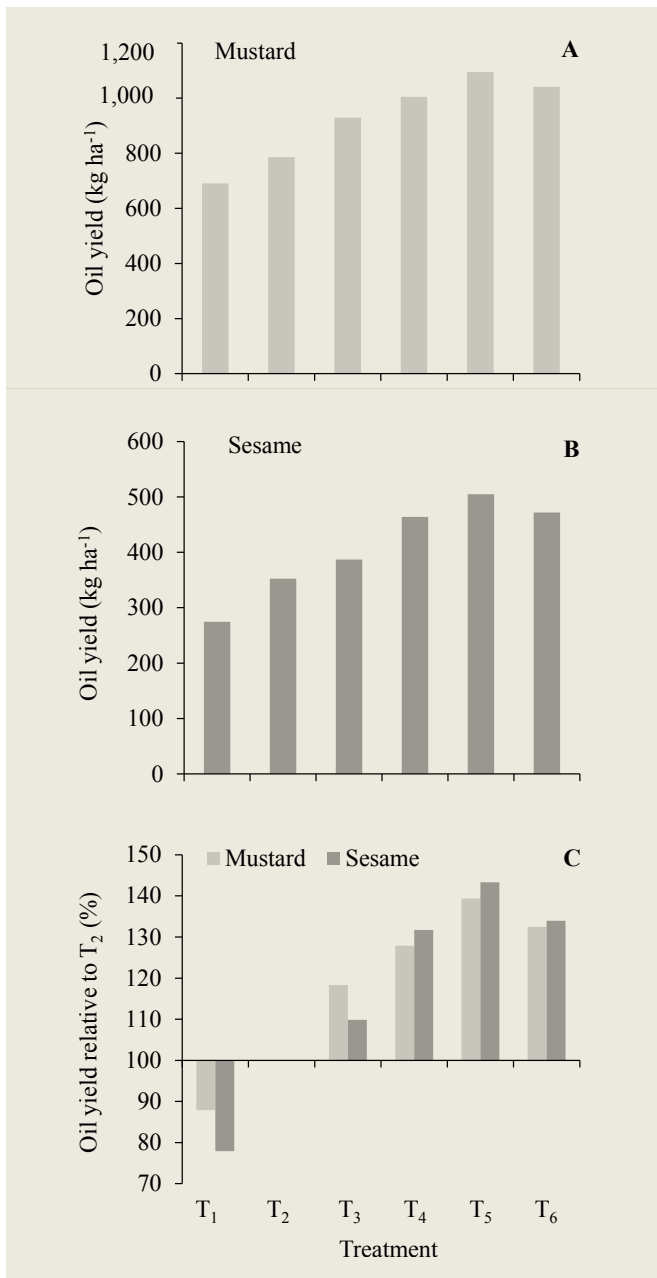 Mustard
A
1,200
1,000
800
600
400
200
0
Oil yield (kg ha⁻¹)
Sesame
B
600
500
400
300
200
100
0
Oil yield (kg ha⁻¹)
Mustard Sesame
C
150
140
130
120
110
100
90
80
70
Oil yield relative to T₂ (%)
T₁ T₂ T₃ T₄ T₅ T₆
Treatment